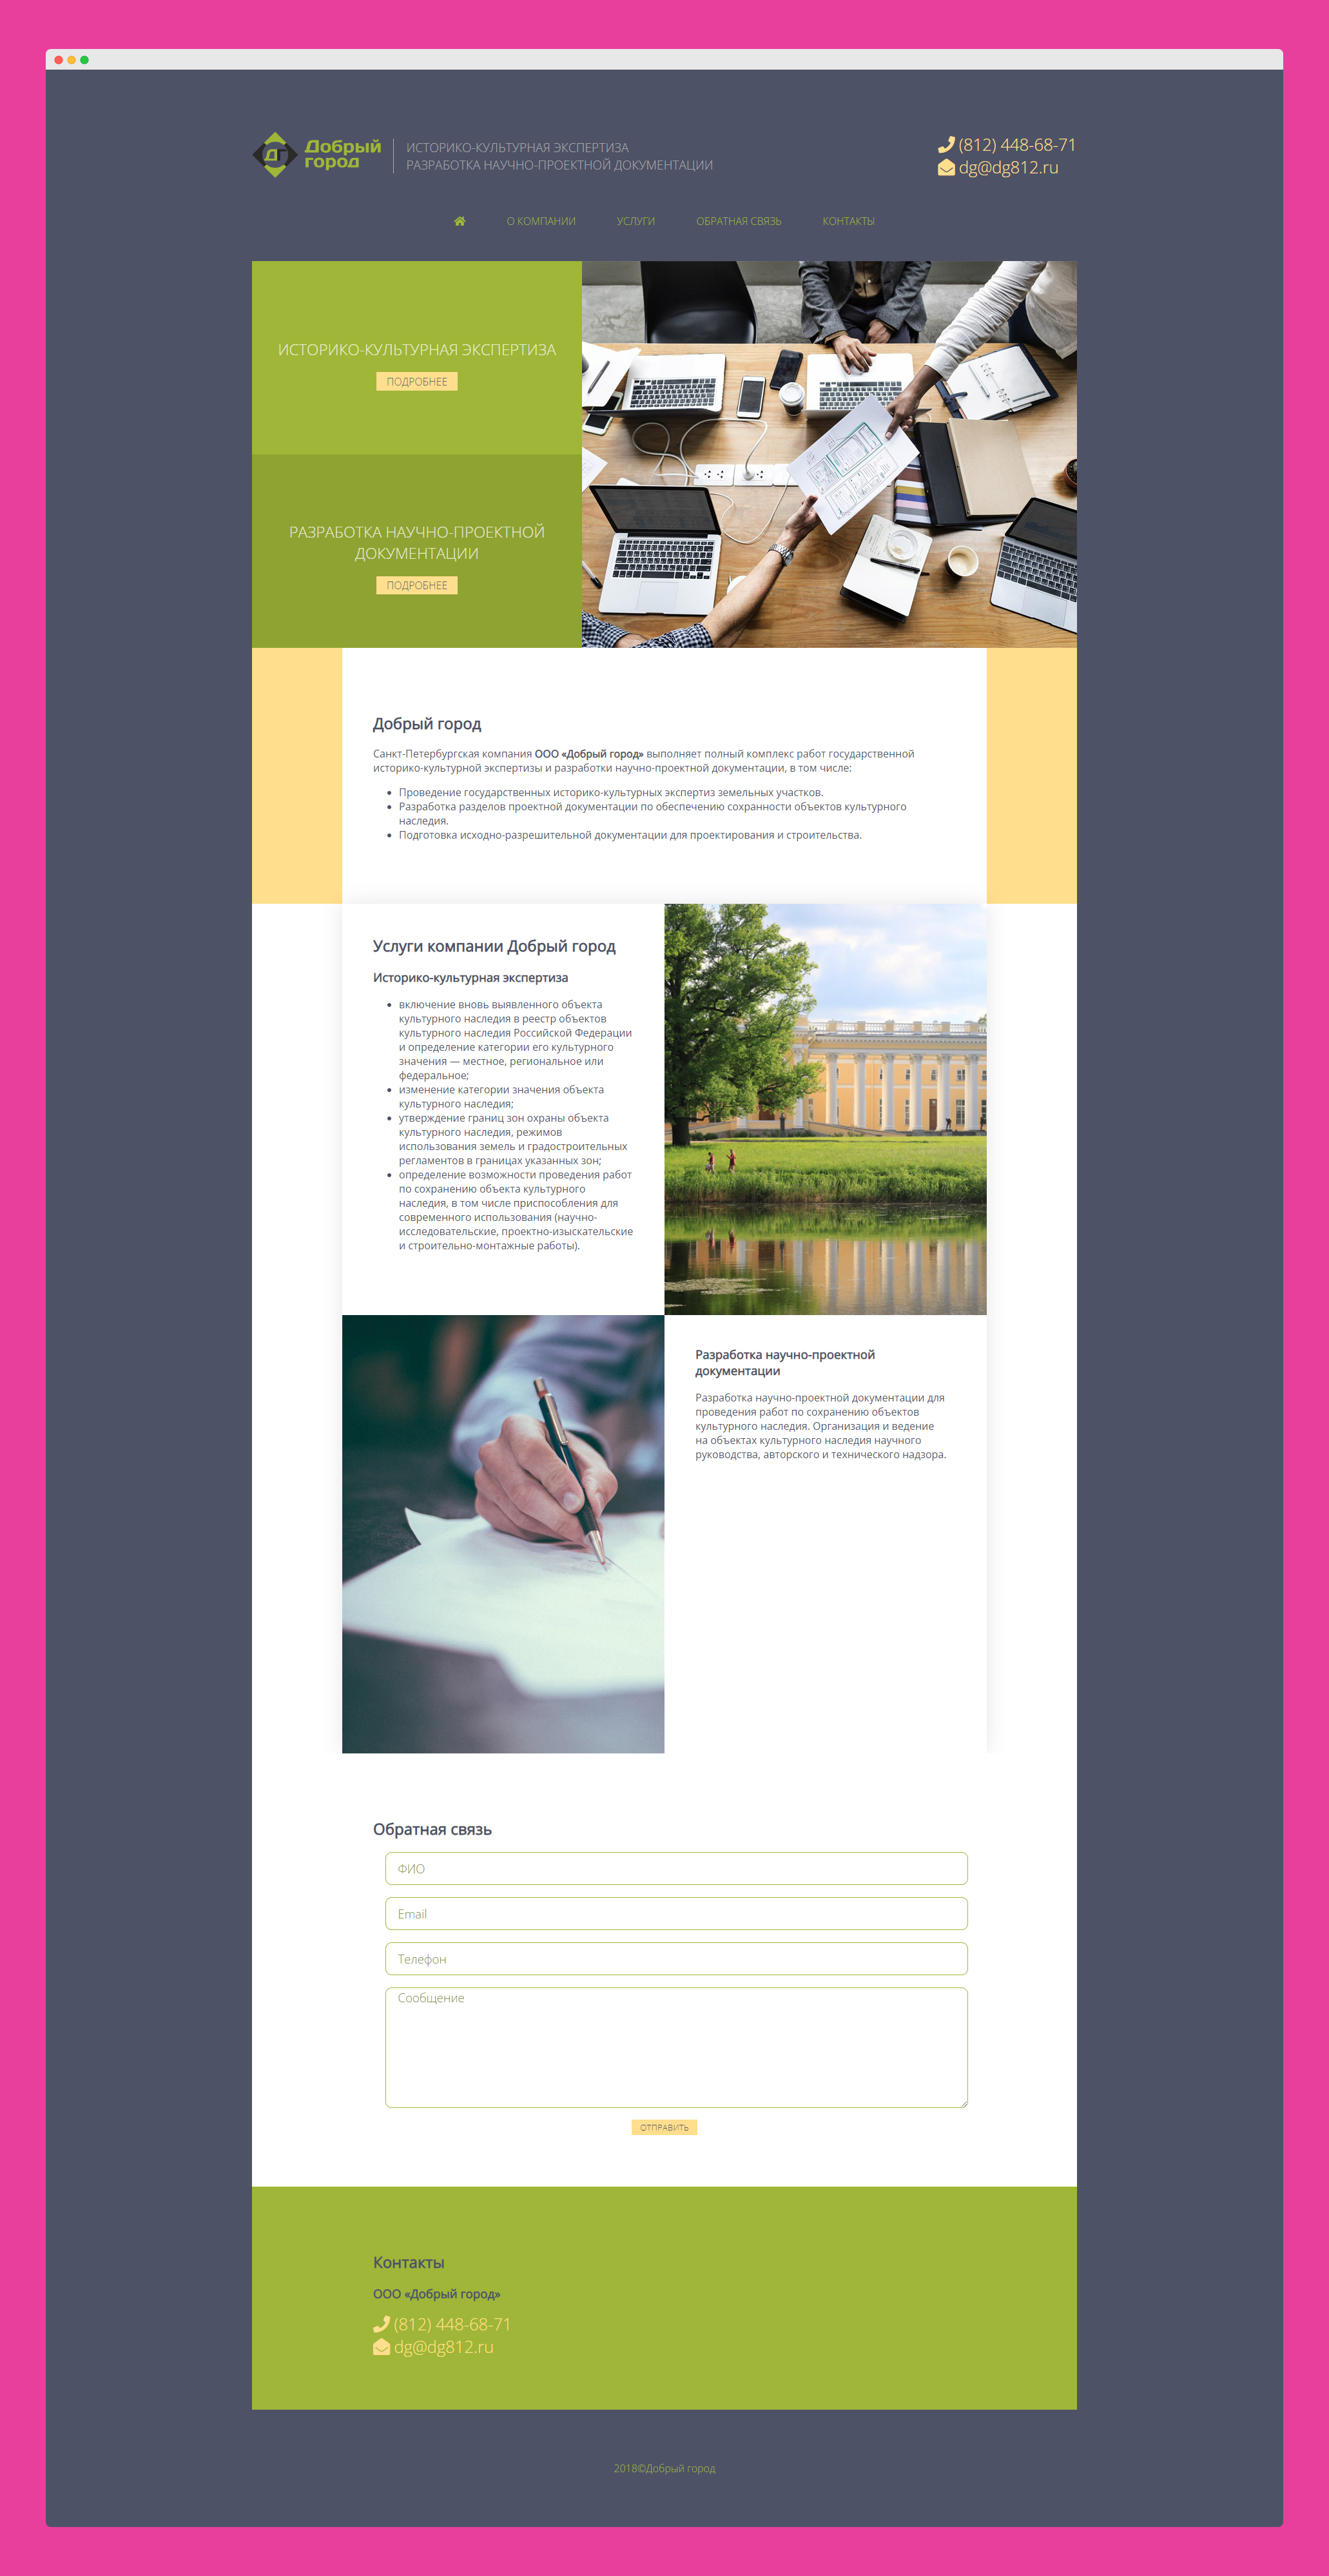 ДГ
Добрый
город
ИСТОРИКО-КУЛЬТУРНАЯ ЭКСПЕРТИЗА
РАЗРАБОТКА НАУЧНО-ПРОЕКТНОЙ ДОКУМЕНТАЦИИ
(812) 448-68-71
dg@dg812.ru
О КОМПАНИИ УСЛУГИ ОБРАТНАЯ СВЯЗЬ КОНТАКТЫ
ИСТОРИКО-КУЛЬТУРНАЯ ЭКСПЕРТИЗА
ПОДРОБНЕЕ
РАЗРАБОТКА НАУЧНО-ПРОЕКТНОЙ
ДОКУМЕНТАЦИИ
ПОДРОБНЕЕ
Добрый город
Санкт-Петербургская компания ООО «Добрый город» выполняет полный комплекс работ государственной
историко-культурной экспертизы и разработки научно-проектной документации, в том числе:
Проведение государственных историко-культурных экспертиз земельных участков.
Разработка разделов проектной документации по обеспечению сохранности объектов культурного
наследия.
Подготовка исходно-разрешительной документации для проектирования и строительства.
Услуги компании Добрый город
Историко-культурная экспертиза
включение вновь выявленного объекта
культурного наследия в реестр объектов
культурного наследия Российской Федерации
и определение категории его культурного
значения — местное, региональное или
федеральное;
изменение категории значения объекта
культурного наследия;
утверждение границ зон охраны объекта
культурного наследия, режимов
использования земель и градостроительных
регламентов в границах указанных зон;
определение возможности проведения работ
по сохранению объекта культурного
наследия, в том числе приспособления для
современного использования (научно-
исследовательские, проектно-изыскательские
и строительно-монтажные работы).
Разработка научно-проектной
документации
Разработка научно-проектной документации для
проведения работ по сохранению объектов
культурного наследия. Организация и ведение
на объектах культурного наследия научного
руководства, авторского и технического надзора.
Обратная связь
ФИО
Email
Телефон
Сообщение
ОТПРАВИТЬ
Контакты
ООО «Добрый город»
(812) 448-68-71
dg@dg812.ru
2018©Добрый город